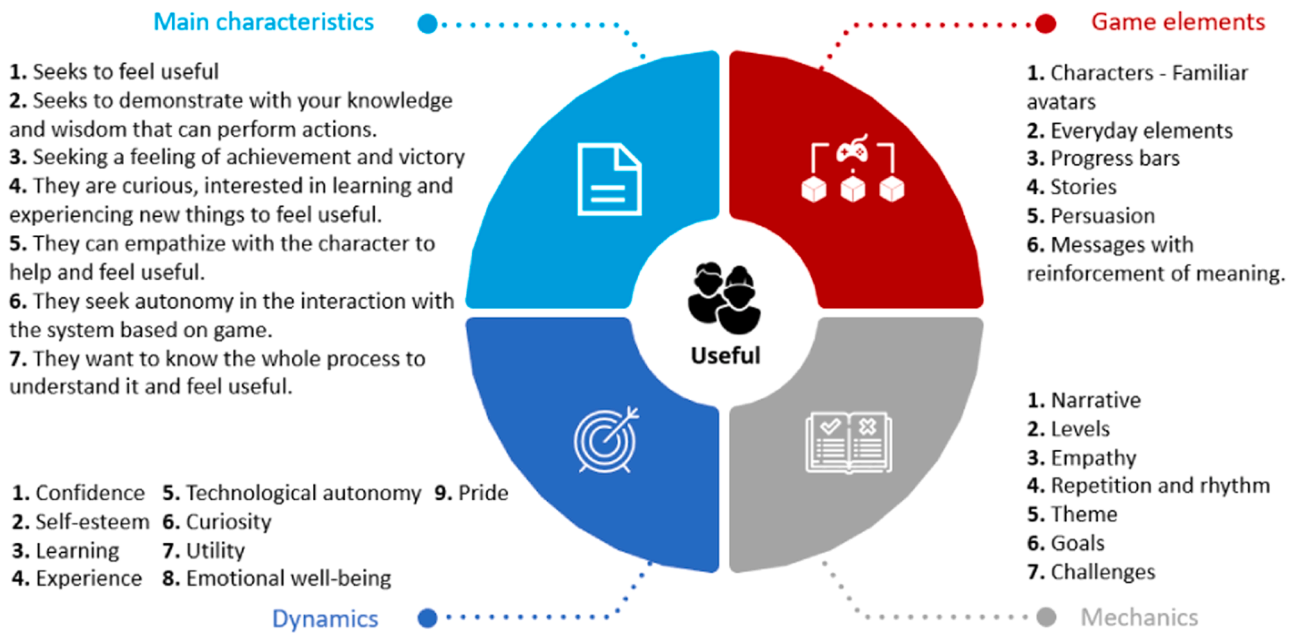 Main characteristics
1. Seeks to feel useful
2. Seeks to demonstrate with your knowledge
and wisdom that can perform actions.
3. Seeking a feeling of achievement and victory
4. They are curious, interested in learning and
experiencing new things to feel useful.
5. They can empathize with the character to
help and feel useful.
6. They seek autonomy in the interaction with
the system based on game.
7. They want to know the whole process to
understand it and feel useful.
Game elements
1. Characters - Familiar
avatars
2. Everyday elements
3. Progress bars
4. Stories
5. Persuasion
6. Messages with
reinforcement of meaning.
Useful
1. Confidence 5. Technological autonomy 9. Pride
2. Self-esteem 6. Curiosity
3. Learning 7. Utility
4. Experience 8. Emotional well-being
Dynamics
1. Narrative
2. Levels
3. Empathy
4. Repetition and rhythm
5. Theme
6. Goals
7. Challenges
Mechanics